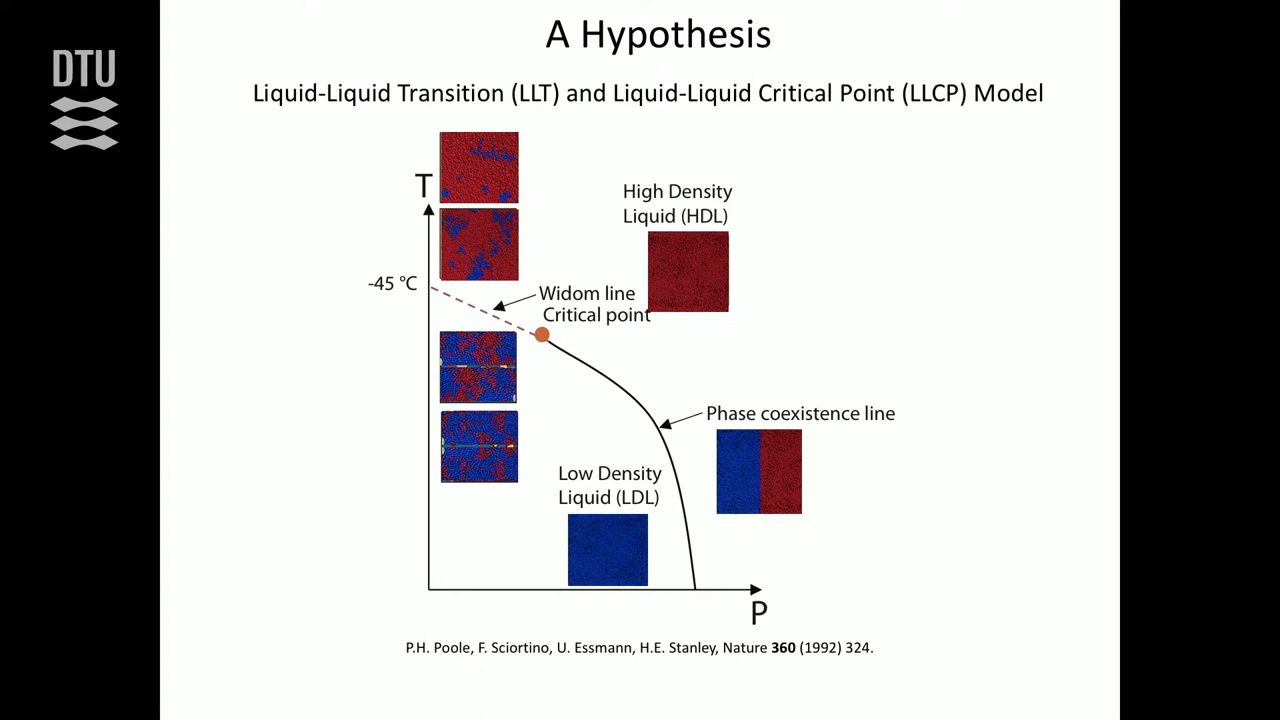 A Hypothesis
DTU
Liquid-Liquid Transition (LLT) and Liquid-Liquid Critical Point (LLCP) Model
T
High Density
Liquid (HDL)
-45 °C
Widom line
Critical point
Phase coexistence line
Low Density
Liquid (LDL)
P
P.H. Poole, F. Sciortino, U. Essmann, H.E. Stanley, Nature 360 (1992) 324.